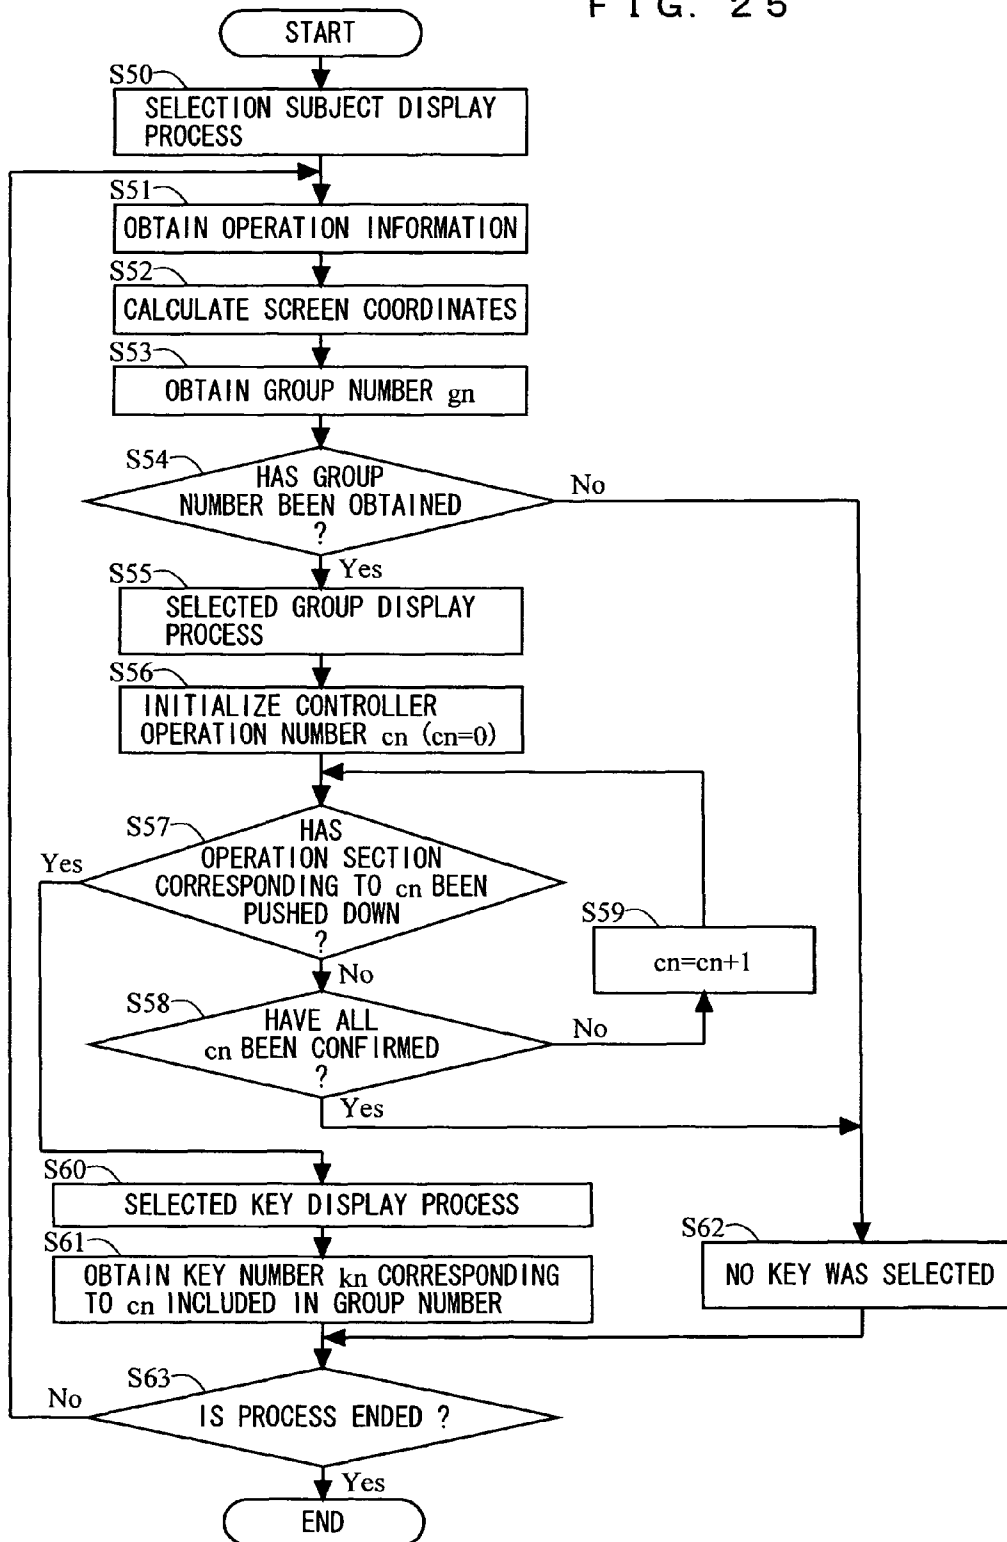 FIG. 25
START
S50
SELECTION SUBJECT DISPLAY
PROCESS
S51
OBTAIN OPERATION INFORMATION
S52
CALCULATE SCREEN COORDINATES
S53
OBTAIN GROUP NUMBER gn
S54
HAS GROUP
NUMBER BEEN OBTAINED
?
No
Yes
S55
SELECTED GROUP DISPLAY
PROCESS
S56
INITIALIZE CONTROLLER
OPERATION NUMBER cn (cn=0)
S57
HAS
OPERATION SECTION
CORRESPONDING TO cn BEEN
PUSHED DOWN
?
Yes
No
S59
cn=cn+1
S58
HAVE ALL
cn BEEN CONFIRMED
?
No
Yes
S60
SELECTED KEY DISPLAY PROCESS
S61
OBTAIN KEY NUMBER kn CORRESPONDING
TO cn INCLUDED IN GROUP NUMBER
S62
NO KEY WAS SELECTED
S63
IS PROCESS ENDED ?
No
Yes
END